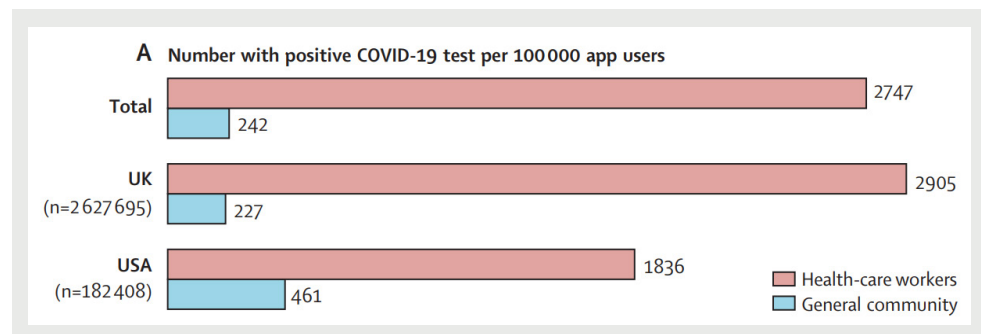 A Number with positive COVID-19 test per 100 000 app users
Total
2747
242
UK
(n=2 627 695)
2905
227
USA
(n=182 408)
1836
461
Health-care workers
General community